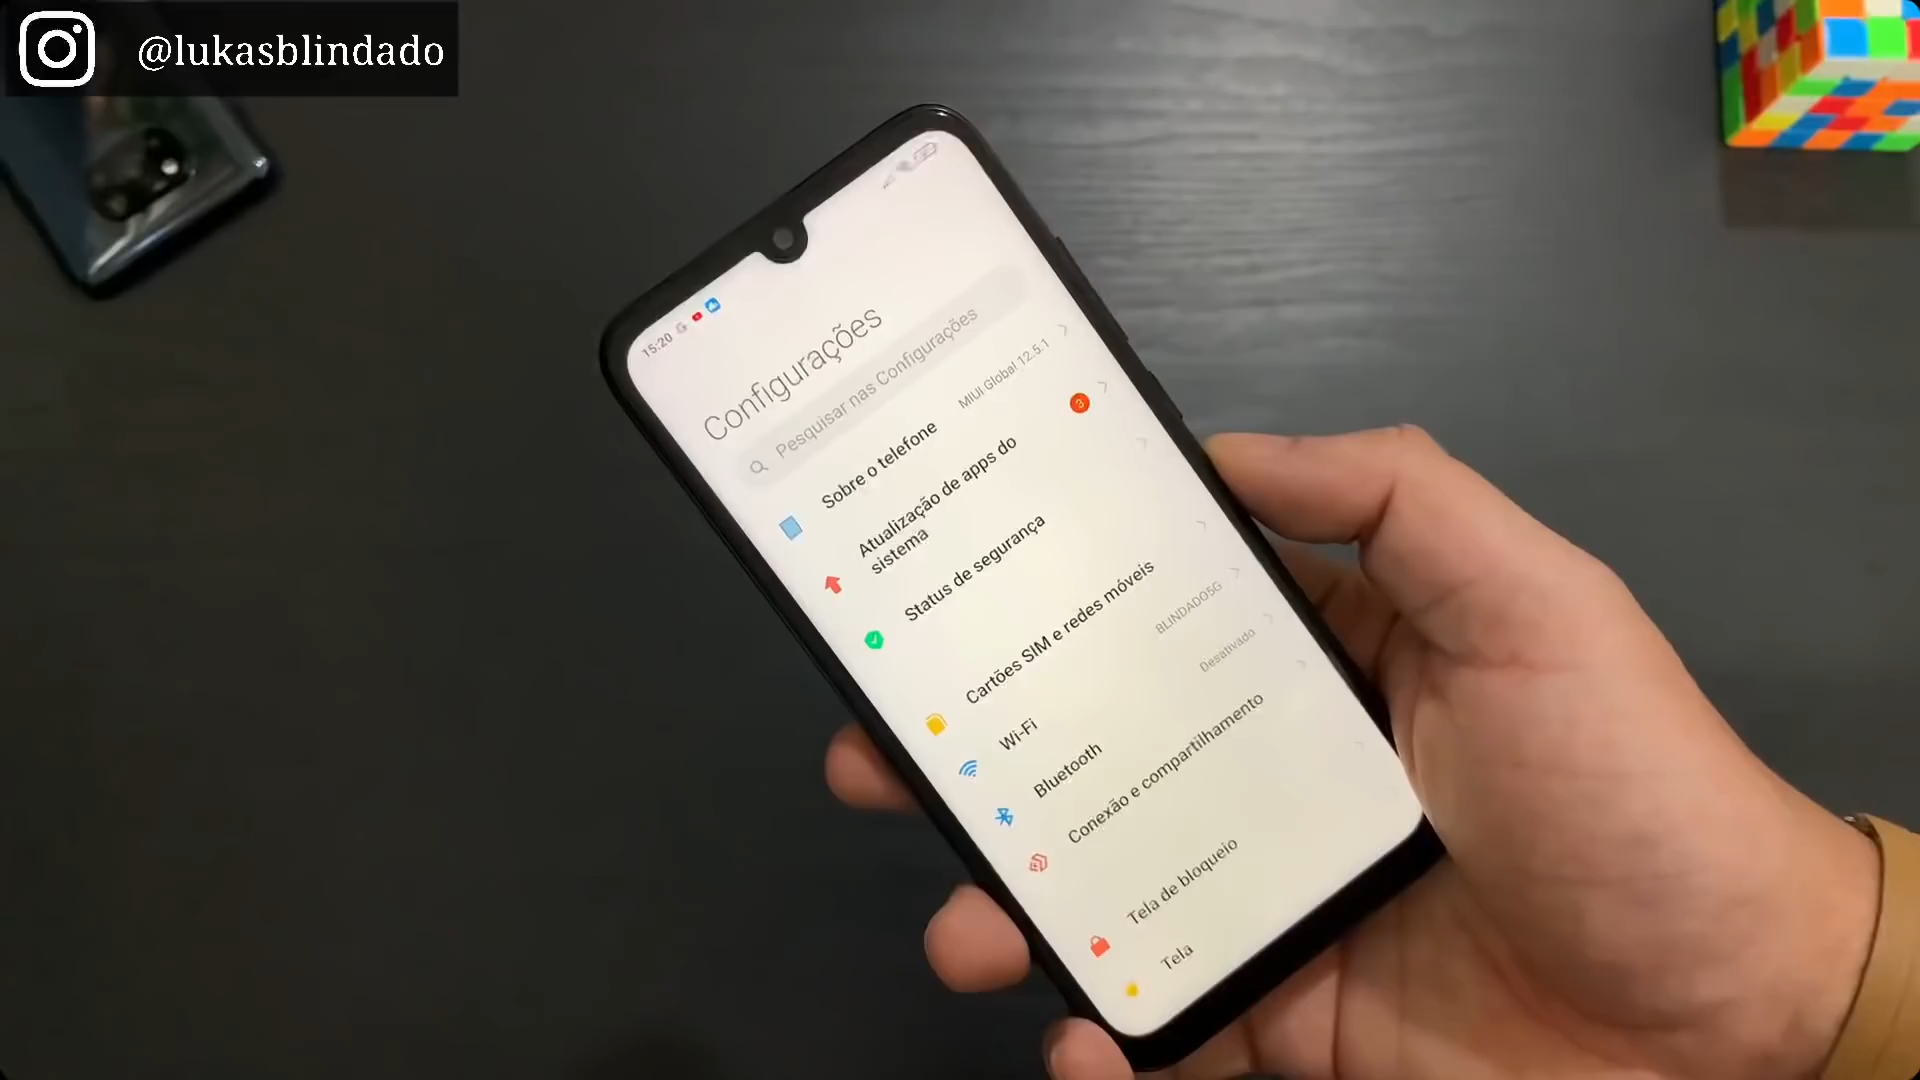 @lukasblindado
15:20
Configurações
Pesquisar nas Configurações
Sobre o telefone
MIUI Global 12.5.1
Atualização de apps do
sistema
3
Status de segurança
Cartões SIM e redes móveis
Wi-Fi
BLINDADO5G
Bluetooth
Desativado
Conexão e compartilhamento
Tela de bloqueio
Tela